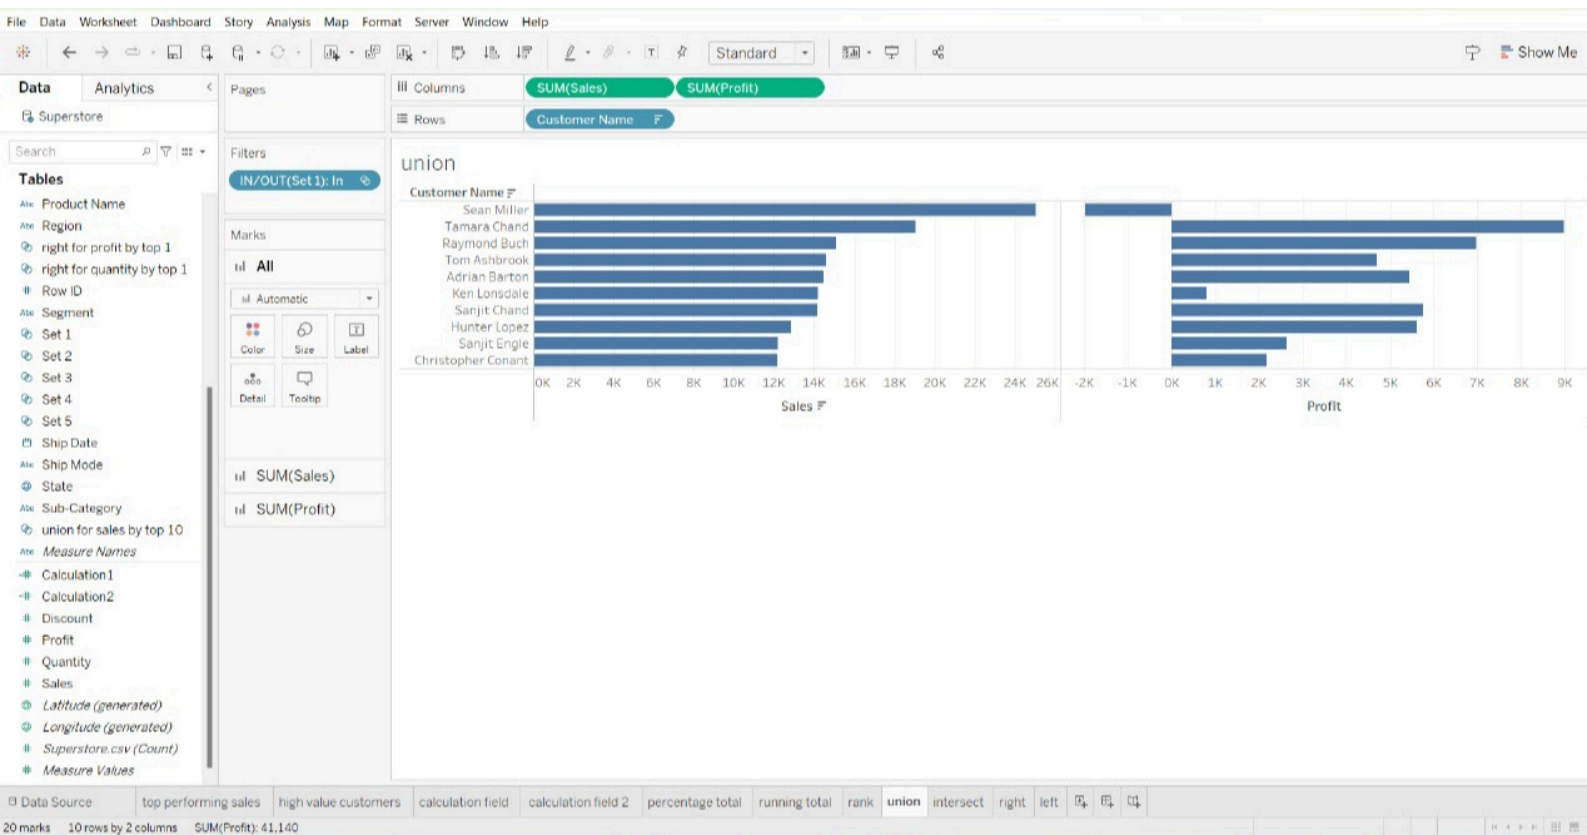 File Data Worksheet Dashboard Story Analysis Map Format Server Window Help
Standard
Show Me
Data Analytics
Superstore
Search
Tables
Abc Product Name
Abc Region
right for profit by top 1
right for quantity by top 1
# Row ID
Abc Segment
Set 1
Set 2
Set 3
Set 4
Set 5
Ship Date
Abc Ship Mode
State
Abc Sub-Category
union for sales by top 10
Abc Measure Names
=# Calculation1
=# Calculation2
# Discount
# Profit
# Quantity
# Sales
Latitude (generated)
Longitude (generated)
# Superstore.csv (Count)
# Measure Values
Pages
Filters
IN/OUT(Set 1): In
Marks
All
Automatic
Color Size Label
Detail Tooltip
SUM(Sales)
SUM(Profit)
Columns SUM(Sales) SUM(Profit)
Rows Customer Name
union
Customer Name
Sean Miller
Tamara Chand
Raymond Buch
Tom Ashbrook
Adrian Barton
Ken Lonsdale
Sanjit Chand
Hunter Lopez
Sanjit Engle
Christopher Conant
0K 2K 4K 6K 8K 10K 12K 14K 16K 18K 20K 22K 24K 26K -2K -1K 0K 1K 2K 3K 4K 5K 6K 7K 8K 9K
Sales Profit
Data Source top performing sales high value customers calculation field calculation field 2 percentage total running total rank union intersect right left
20 marks 10 rows by 2 columns SUM(Profit): 41,140